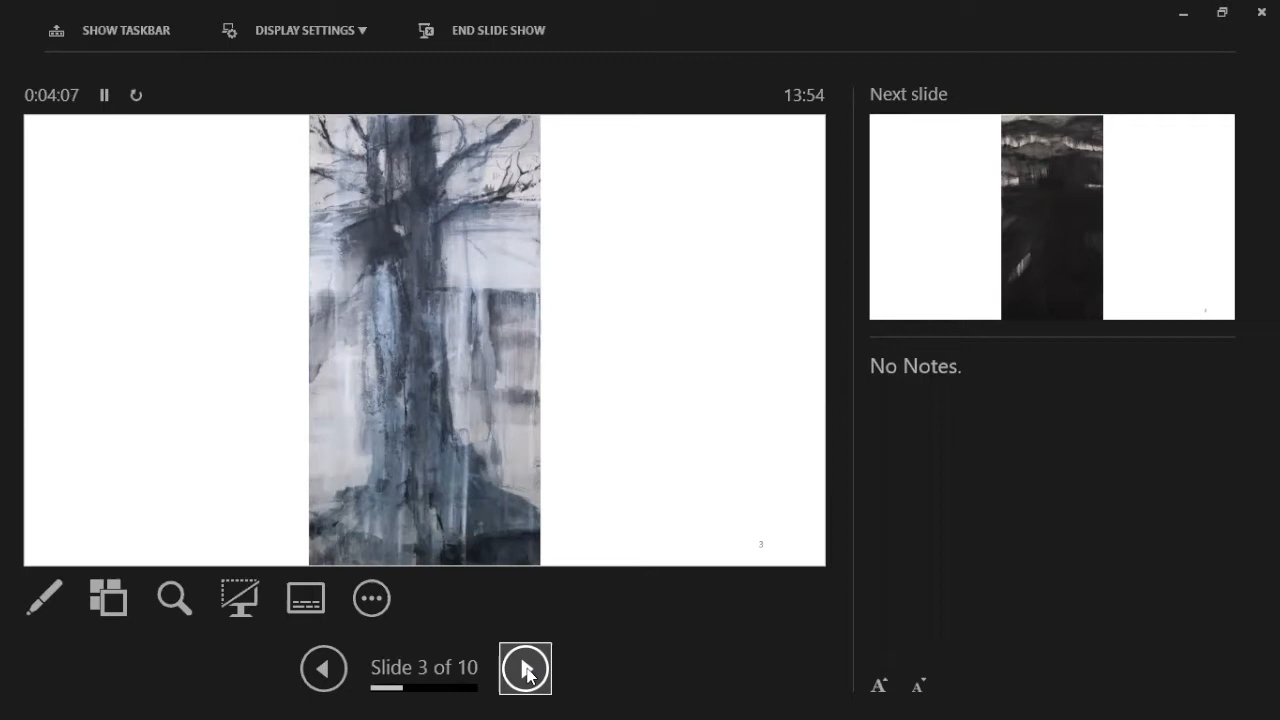 SHOW TASKBAR
DISPLAY SETTINGS ▼
END SLIDE SHOW
0:04:07
13:54
Next slide
3
No Notes.
Slide 3 of 10
A A